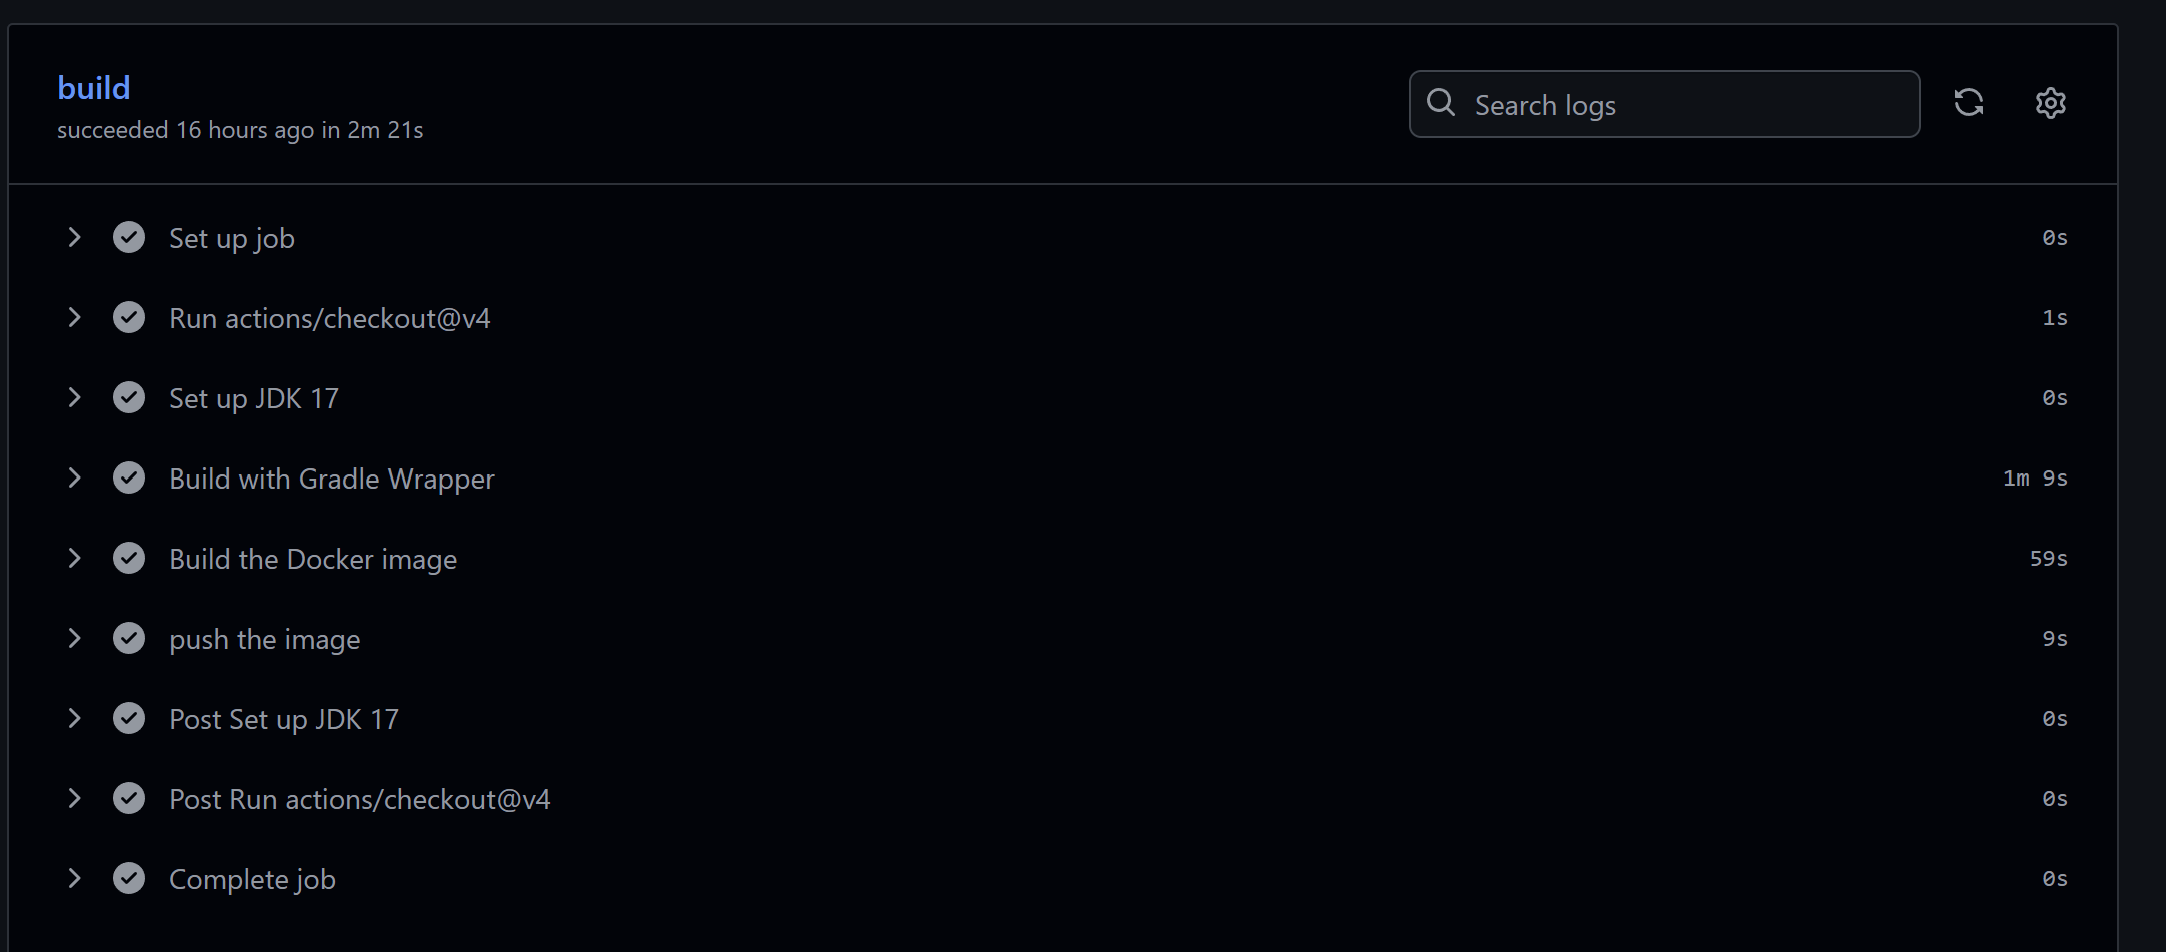 build
succeeded 16 hours ago in 2m 21s
Search logs
Set up job 0s
Run actions/checkout@v4 1s
Set up JDK 17 0s
Build with Gradle Wrapper 1m 9s
Build the Docker image 59s
push the image 9s
Post Set up JDK 17 0s
Post Run actions/checkout@v4 0s
Complete job 0s